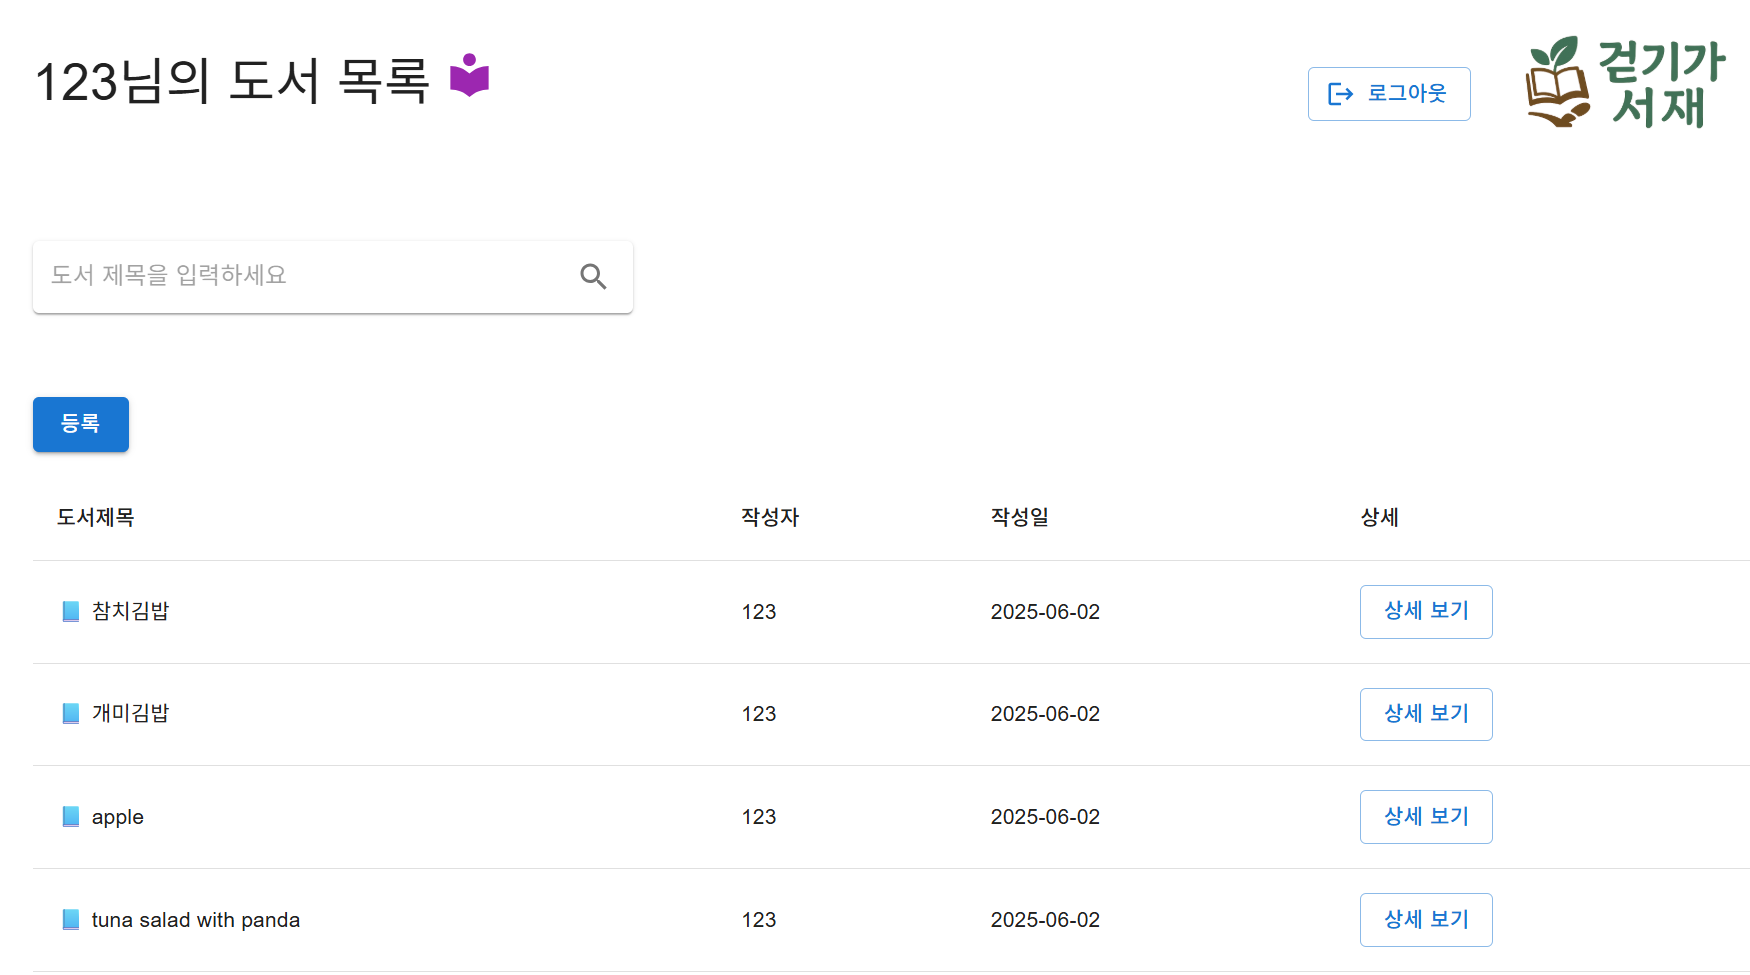 123님의 도서 목록
로그아웃
걷기가
서재
도서 제목을 입력하세요
등록
도서제목 작성자 작성일 상세
참치김밥 123 2025-06-02 상세 보기
개미김밥 123 2025-06-02 상세 보기
apple 123 2025-06-02 상세 보기
tuna salad with panda 123 2025-06-02 상세 보기